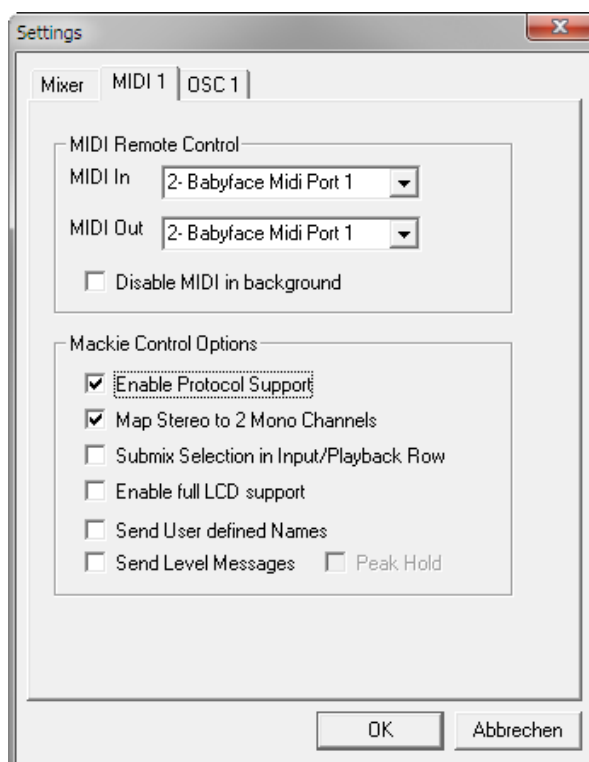 Settings
Mixer MIDI 1 OSC 1
MIDI Remote Control
MIDI In 2- Babyface Midi Port 1
MIDI Out 2- Babyface Midi Port 1
Disable MIDI in background
Mackie Control Options
Enable Protocol Support
Map Stereo to 2 Mono Channels
Submix Selection in Input/Playback Row
Enable full LCD support
Send User defined Names
Send Level Messages Peak Hold
OK Abbrechen